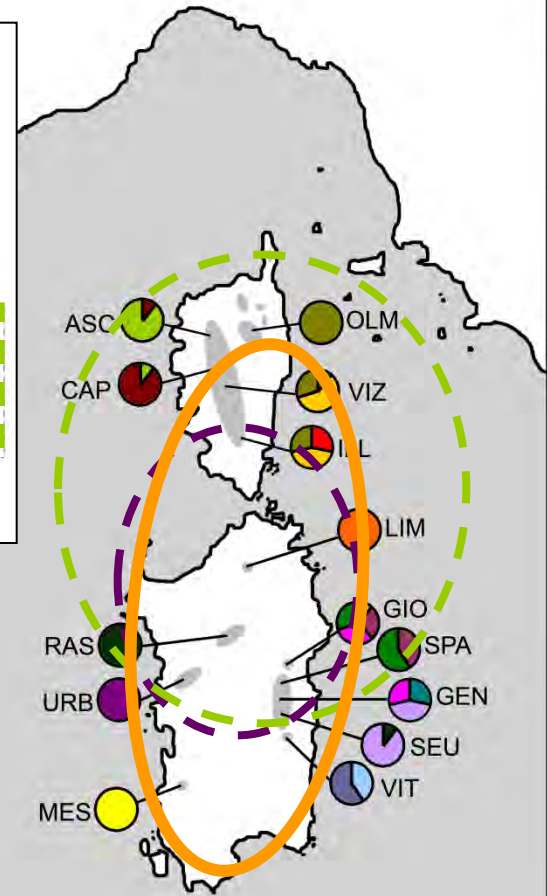 ASC
OLM
CAP
VIZ
ILL
LIM
GIO
RAS
SPA
URB
GEN
SEU
VIT
MES